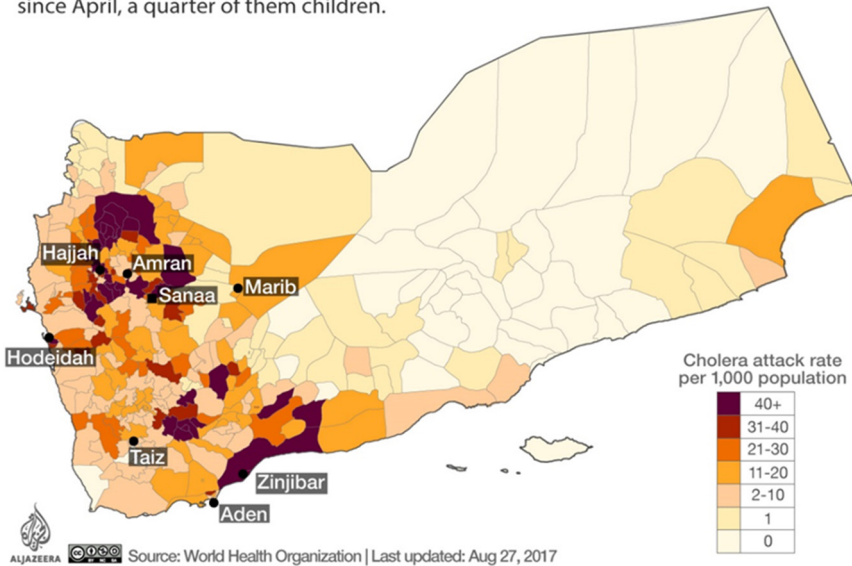 since April, a quarter of them children.
Hajjah
Amran
Marib
Sanaa
Hodeidah
Taiz
Zinjibar
Aden
Cholera attack rate
per 1,000 population
40+
31-40
21-30
11-20
2-10
1
0
ALJAZEERA
Source: World Health Organization | Last updated: Aug 27, 2017